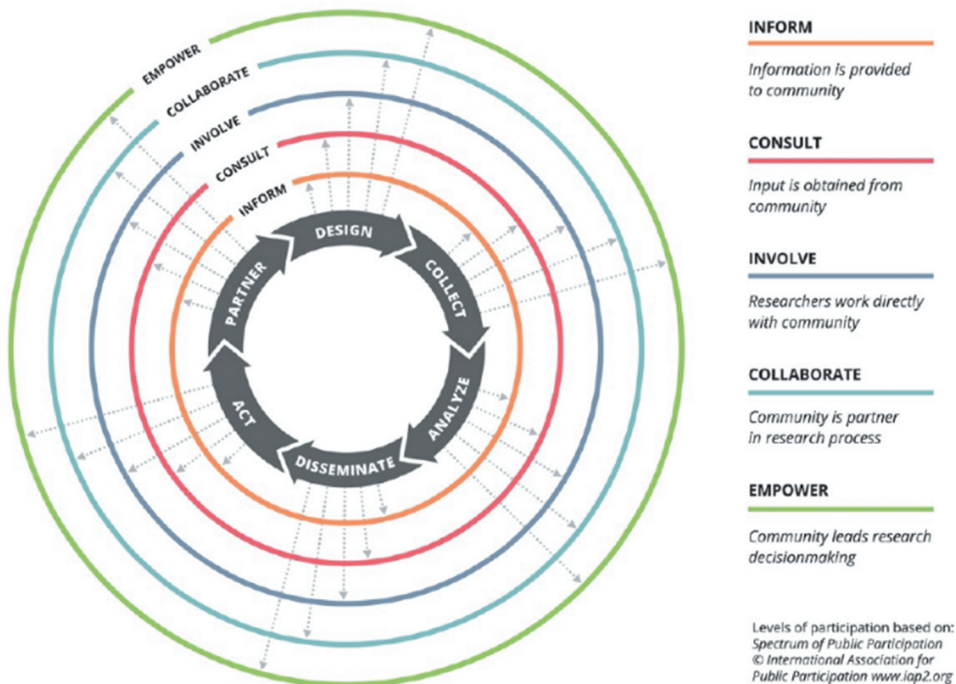 EMPOWER
COLLABORATE
INVOLVE
CONSULT
INFORM
DESIGN
COLLECT
ANALYZE
DISSEMINATE
ACT
PARTNER
INFORM
Information is provided
to community
CONSULT
Input is obtained from
community
INVOLVE
Researchers work directly
with community
COLLABORATE
Community is partner
in research process
EMPOWER
Community leads research
decisionmaking
Levels of participation based on:
Spectrum of Public Participation
© International Association for
Public Participation www.iap2.org